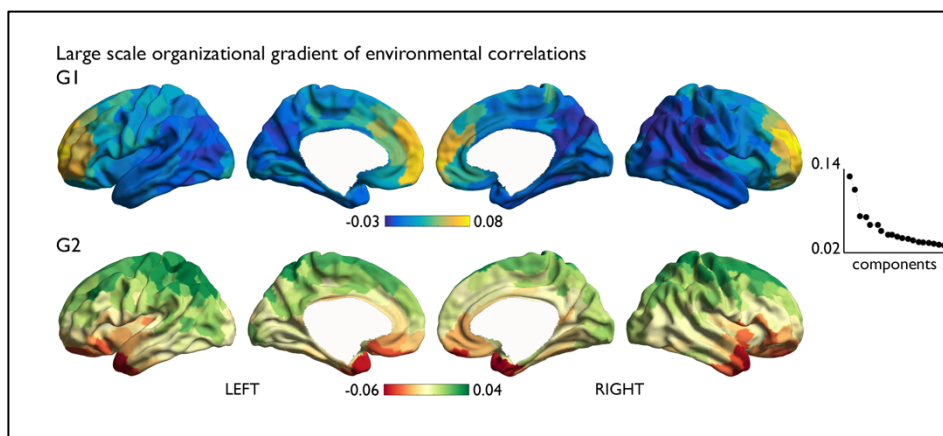 Large scale organizational gradient of environmental correlations
G1
-0.03 0.08
0.14
0.02
components
G2
LEFT -0.06 0.04 RIGHT